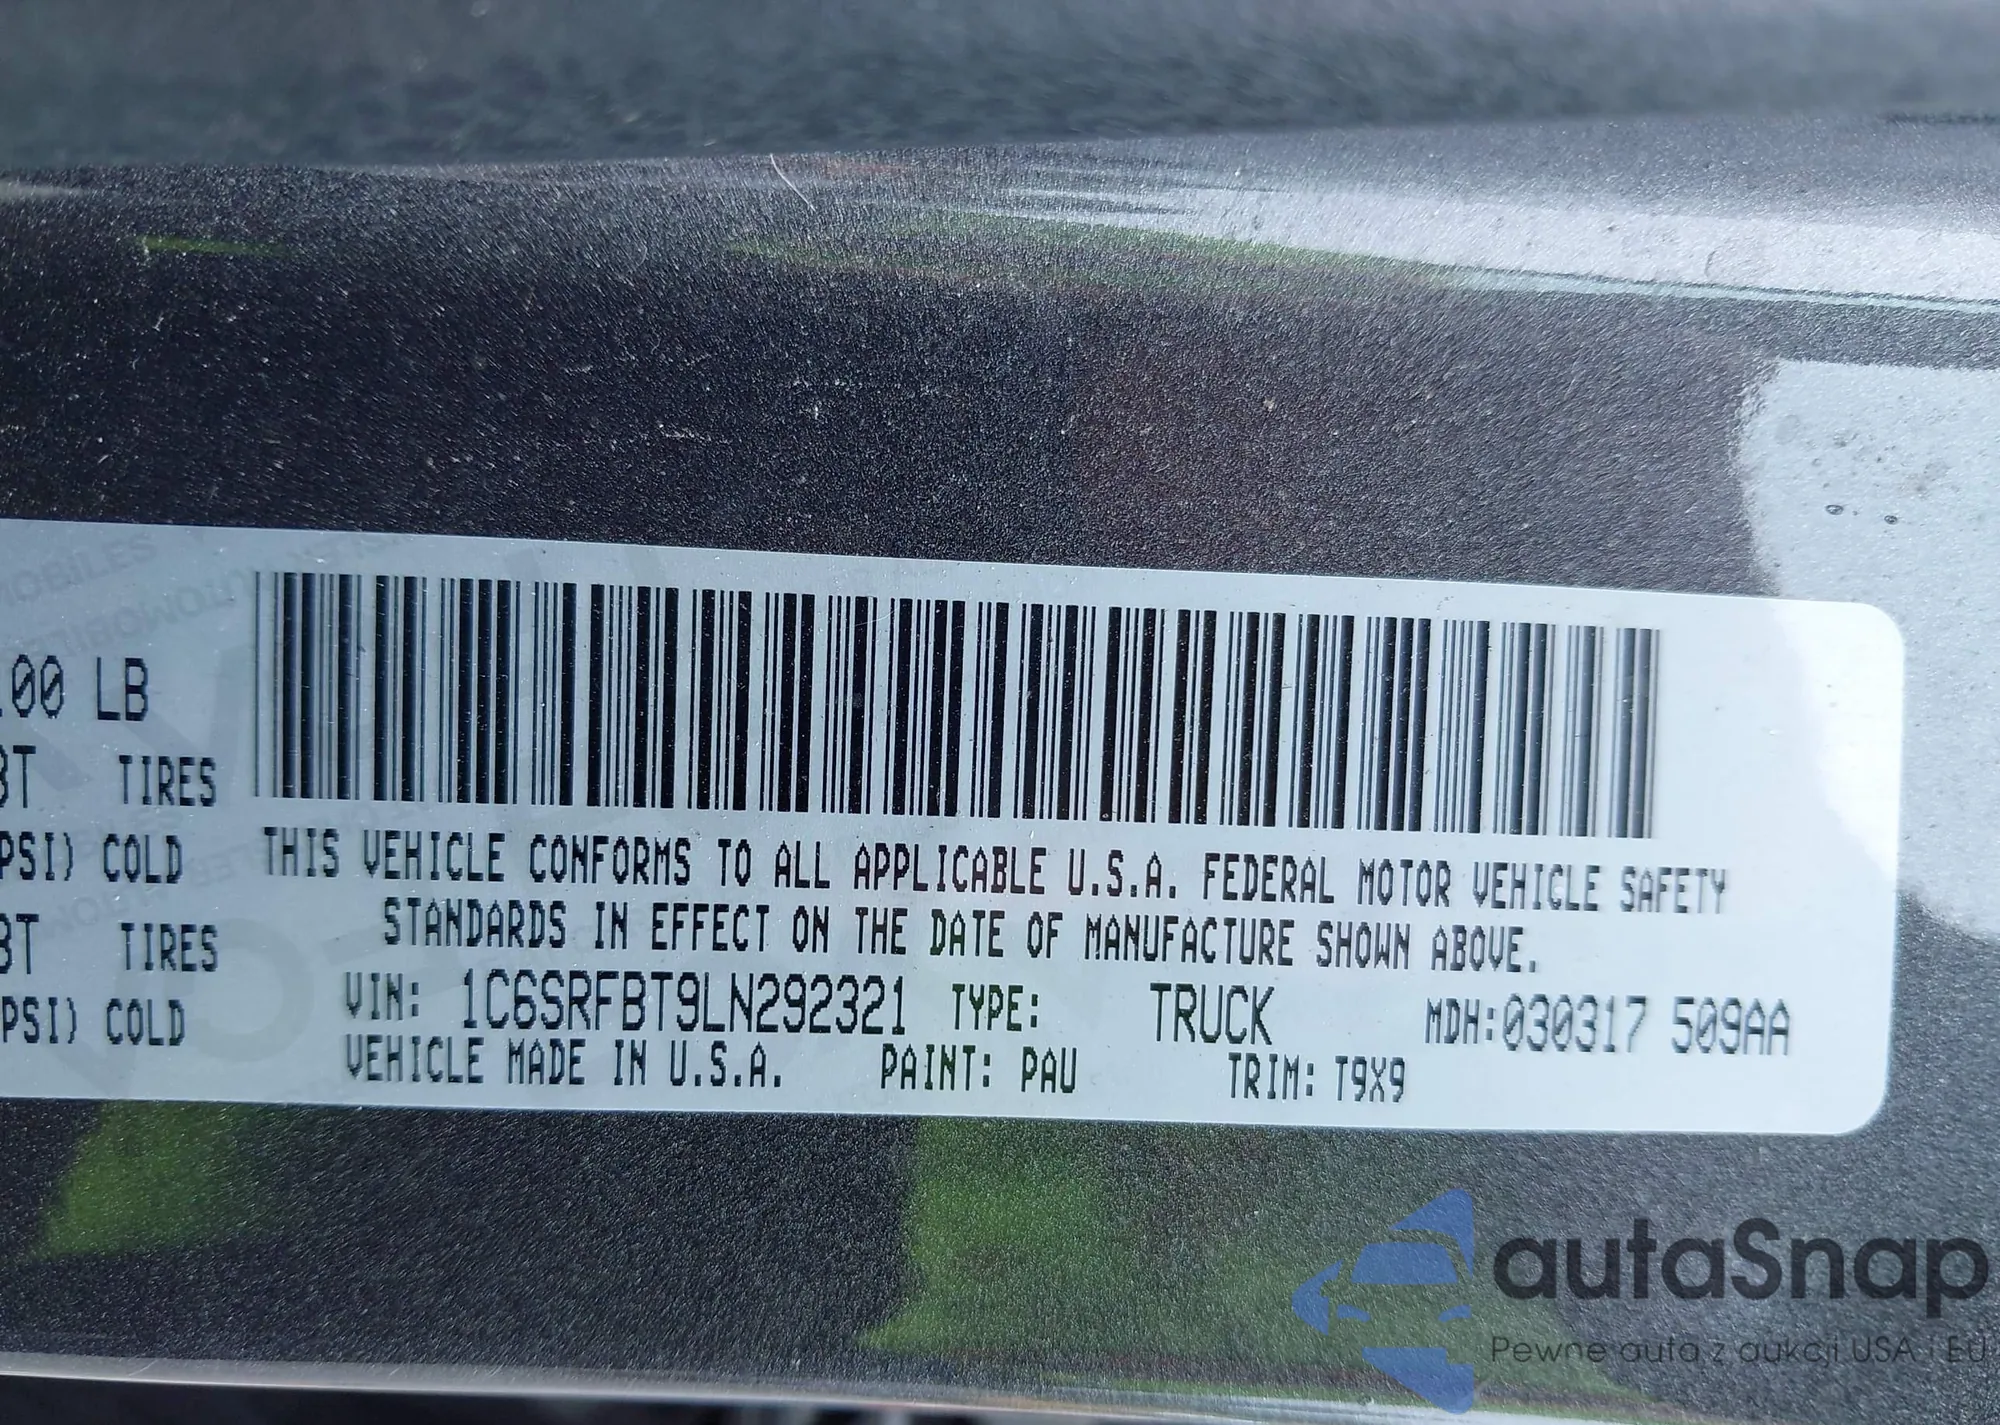 00 LB
BT TIRES
PSI) COLD
BT TIRES
PSI) COLD
THIS VEHICLE CONFORMS TO ALL APPLICABLE U.S.A. FEDERAL MOTOR VEHICLE SAFETY
STANDARDS IN EFFECT ON THE DATE OF MANUFACTURE SHOWN ABOVE.
VIN: 1C6SRFBT9LN292321 TYPE: TRUCK MDH:030317 509AA
VEHICLE MADE IN U.S.A. PAINT: PAU TRIM: T9X9
autaSnap
Pewne auta z aukcji USA i EU